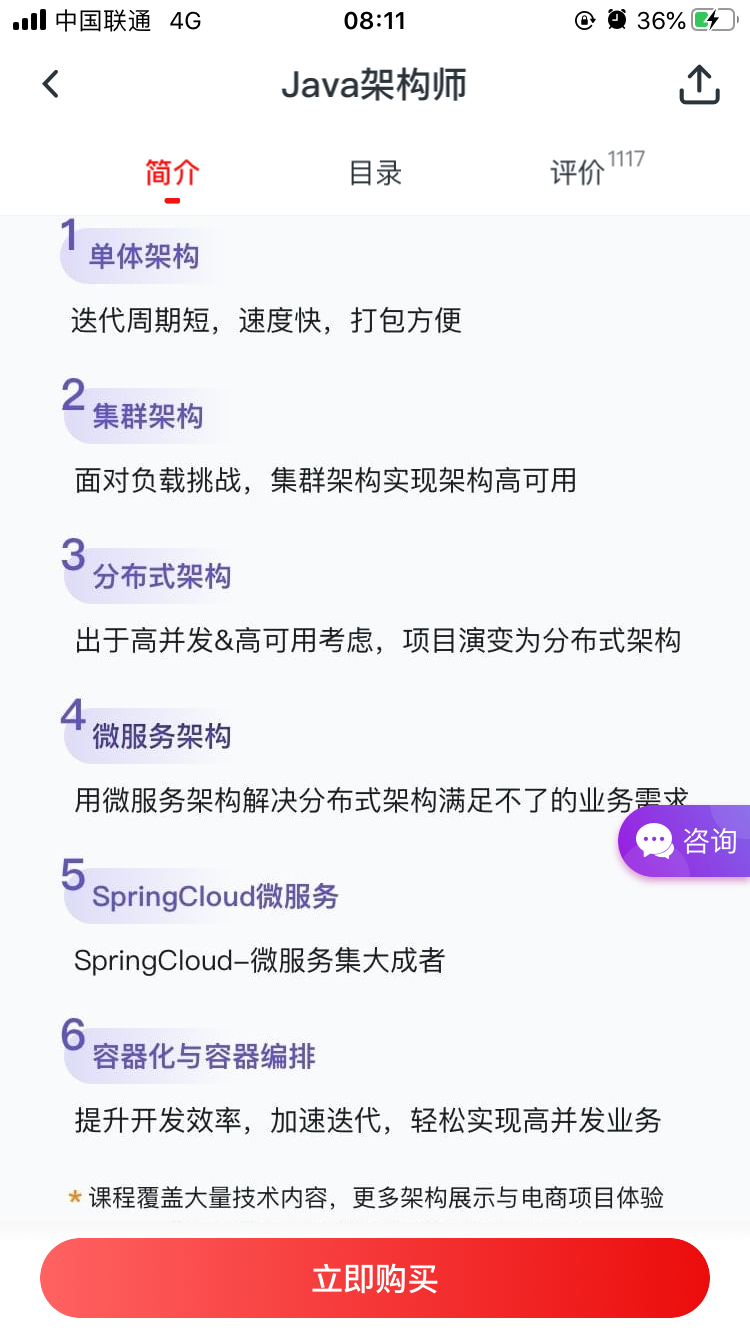 中国联通 4G 08:11 36%
Java架构师
简介 目录 评价 1117
1 单体架构
迭代周期短，速度快，打包方便
2 集群架构
面对负载挑战，集群架构实现架构高可用
3 分布式架构
出于高并发&高可用考虑，项目演变为分布式架构
4 微服务架构
用微服务架构解决分布式架构满足不了的业务需求
咨询
5 SpringCloud微服务
SpringCloud–微服务集大成者
6 容器化与容器编排
提升开发效率，加速迭代，轻松实现高并发业务
* 课程覆盖大量技术内容，更多架构展示与电商项目体验
立即购买